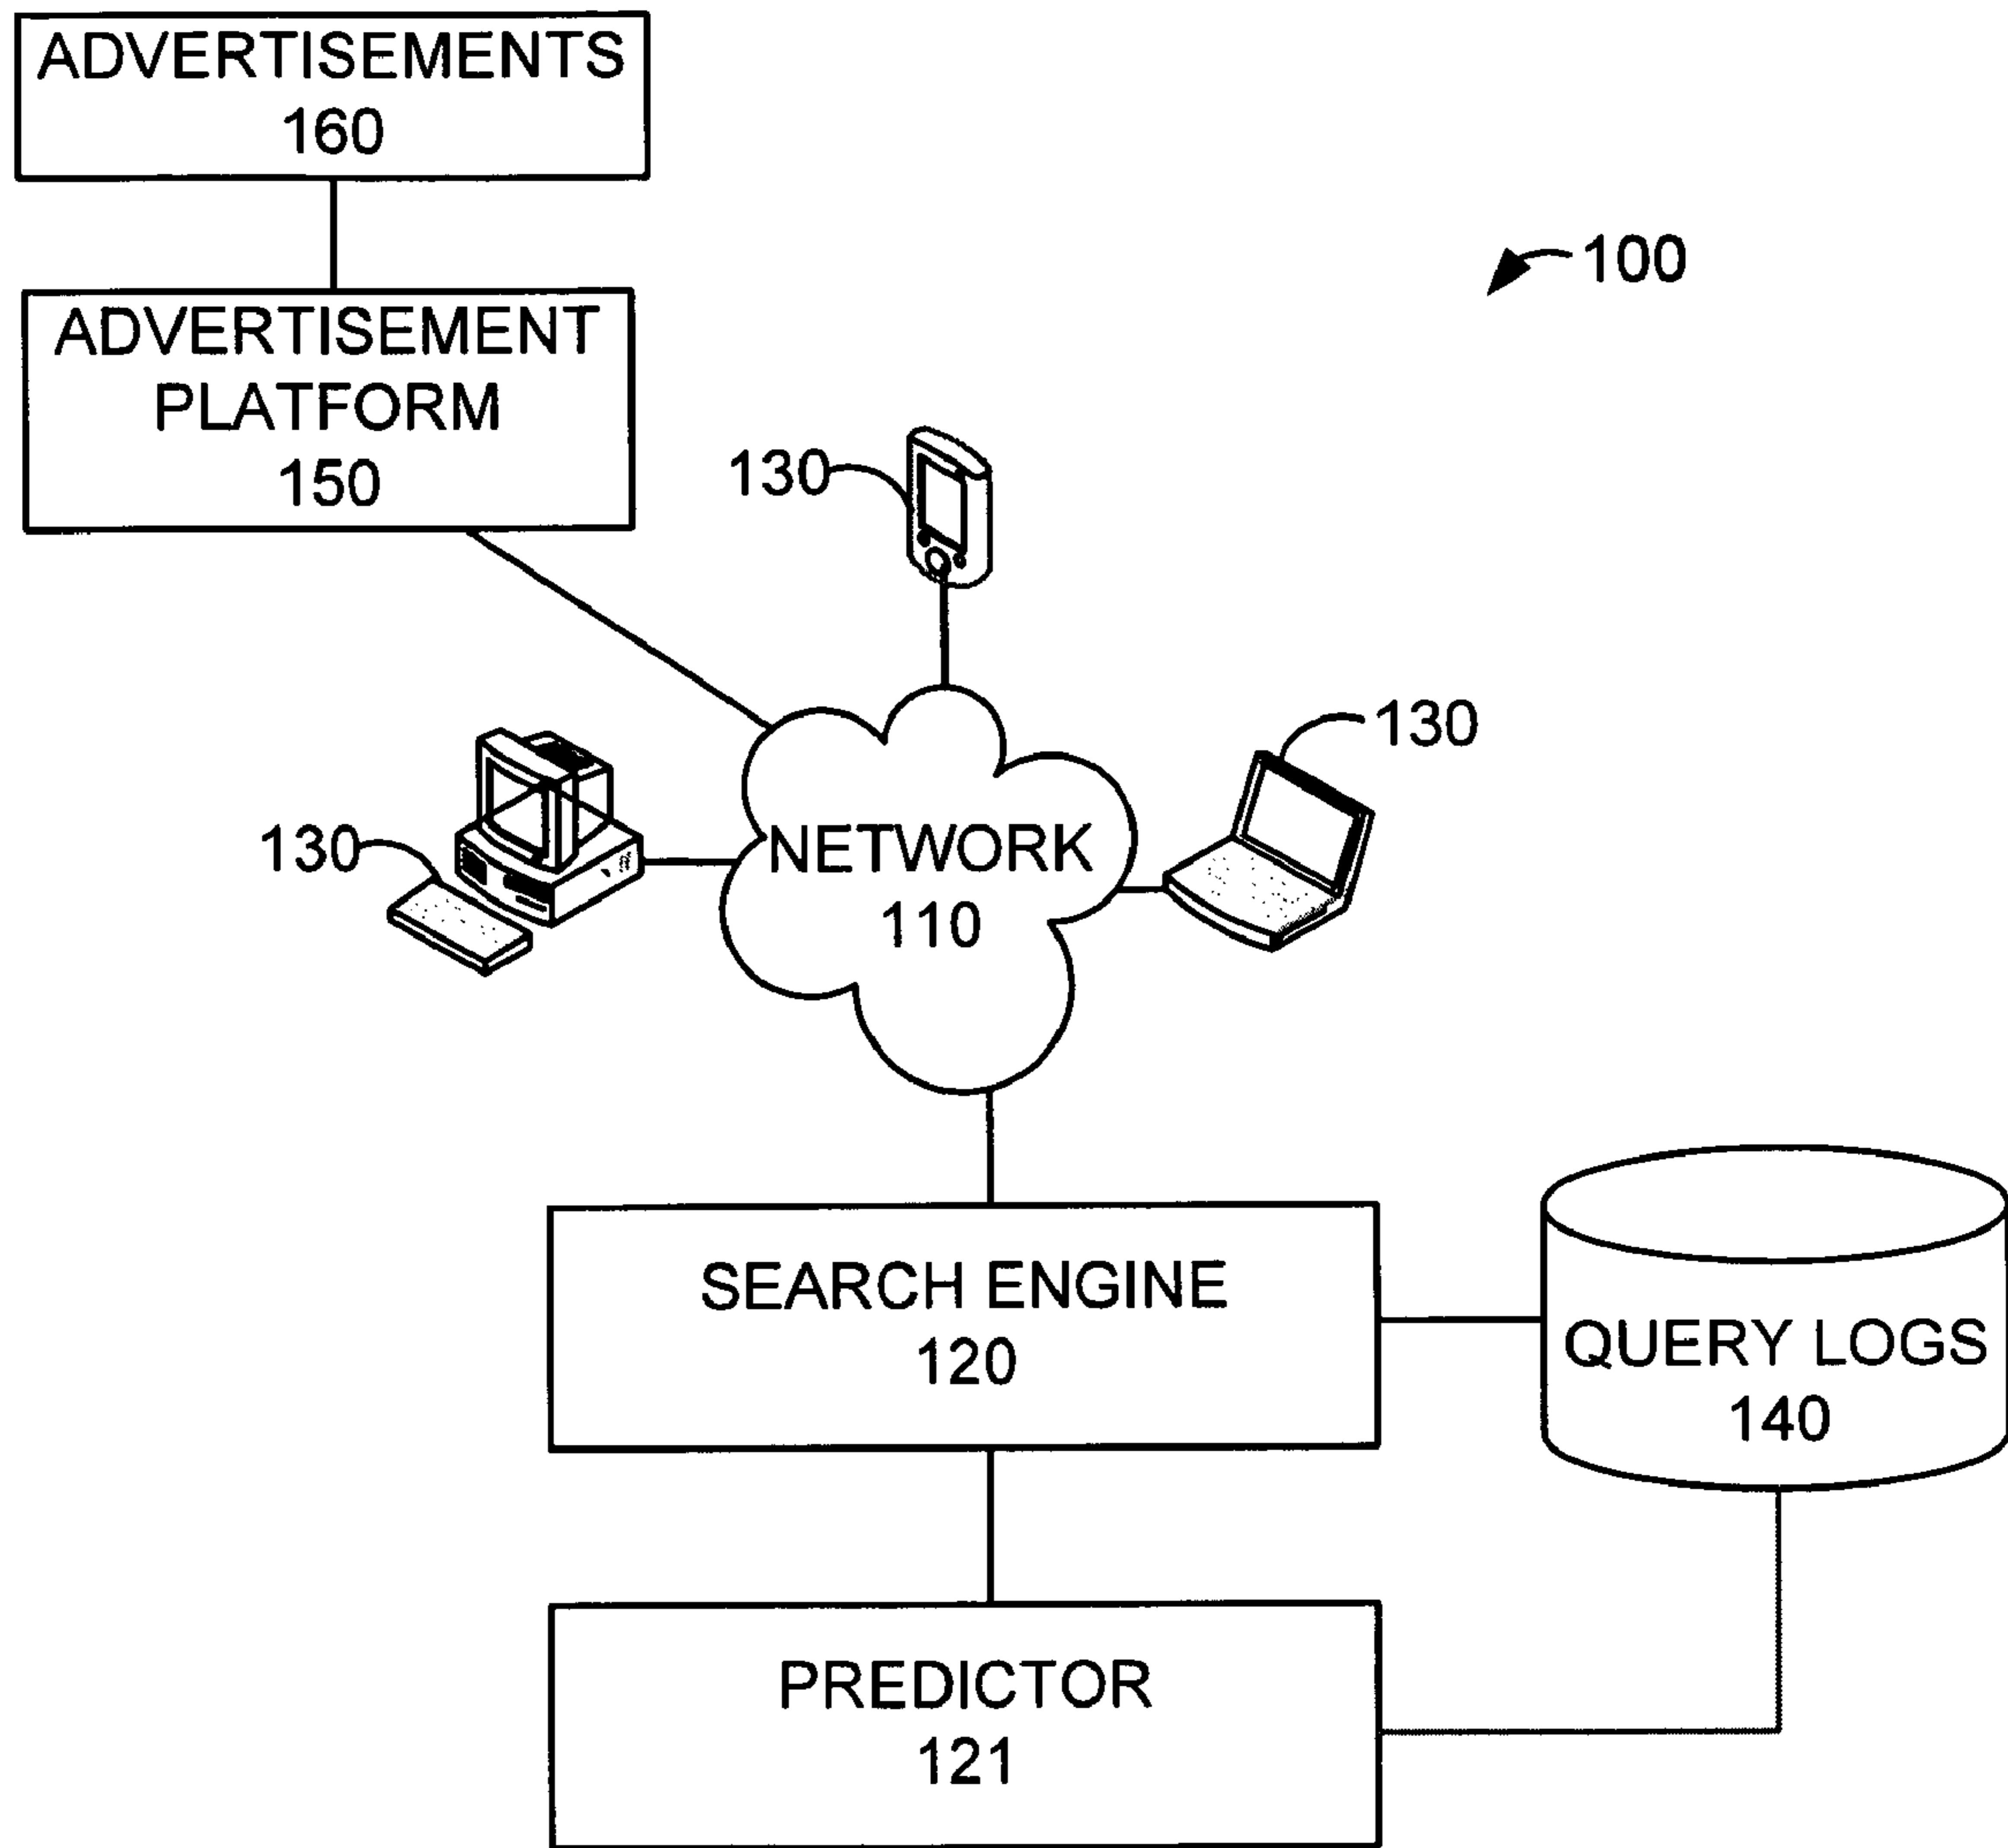 ADVERTISEMENTS
160
100
ADVERTISEMENT
PLATFORM
150
130
130
130
NETWORK
110
SEARCH ENGINE
120
QUERY LOGS
140
PREDICTOR
121